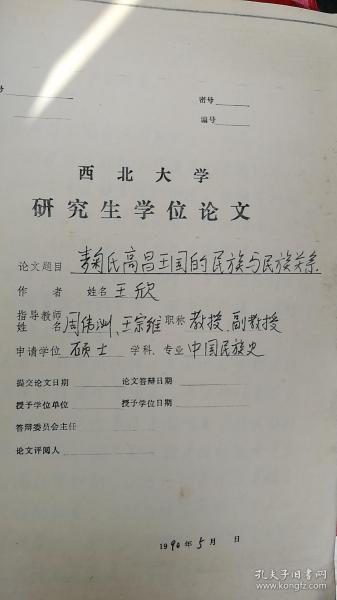 号 密号
编号
西北大学
研究生学位论文
论文题目 麴氏高昌王国的民族与民族关系
作者 姓名 王欣
指导教师姓名 周伟洲、王宗维 职称 教授、副教授
申请学位 硕士 学科、专业 中国民族史
提交论文日期 论文答辩日期
授予学位单位 授予学位日期
答辩委员会主任
论文评阅人
1990年5月 日
孔夫子旧书网
www.kongfz.com